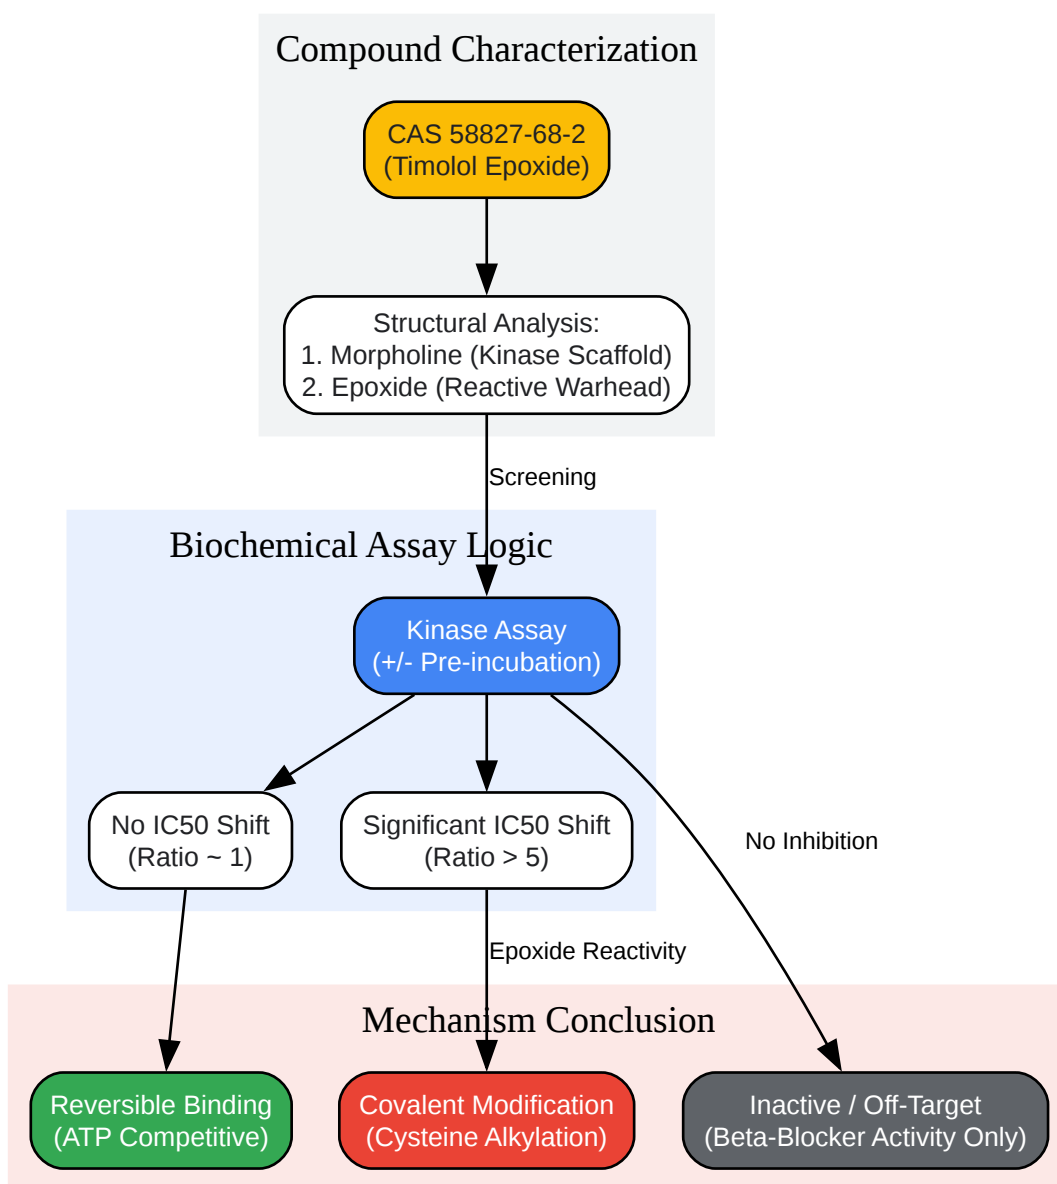 Compound Characterization
CAS 58827-68-2
(Timolol Epoxide)
Structural Analysis:
1. Morpholine (Kinase Scaffold)
2. Epoxide (Reactive Warhead)
Screening
Biochemical Assay Logic
Kinase Assay
(+/- Pre-incubation)
No IC50 Shift
(Ratio ~ 1)
Significant IC50 Shift
(Ratio > 5)
No Inhibition
Epoxide Reactivity
Mechanism Conclusion
Reversible Binding
(ATP Competitive)
Covalent Modification
(Cysteine Alkylation)
Inactive / Off-Target
(Beta-Blocker Activity Only)